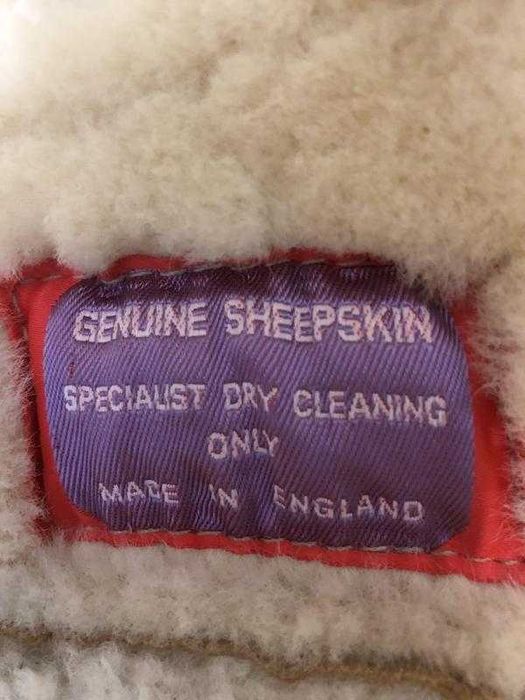 GENUINE SHEEPSKIN
SPECIALIST DRY CLEANING
ONLY
MADE IN ENGLAND